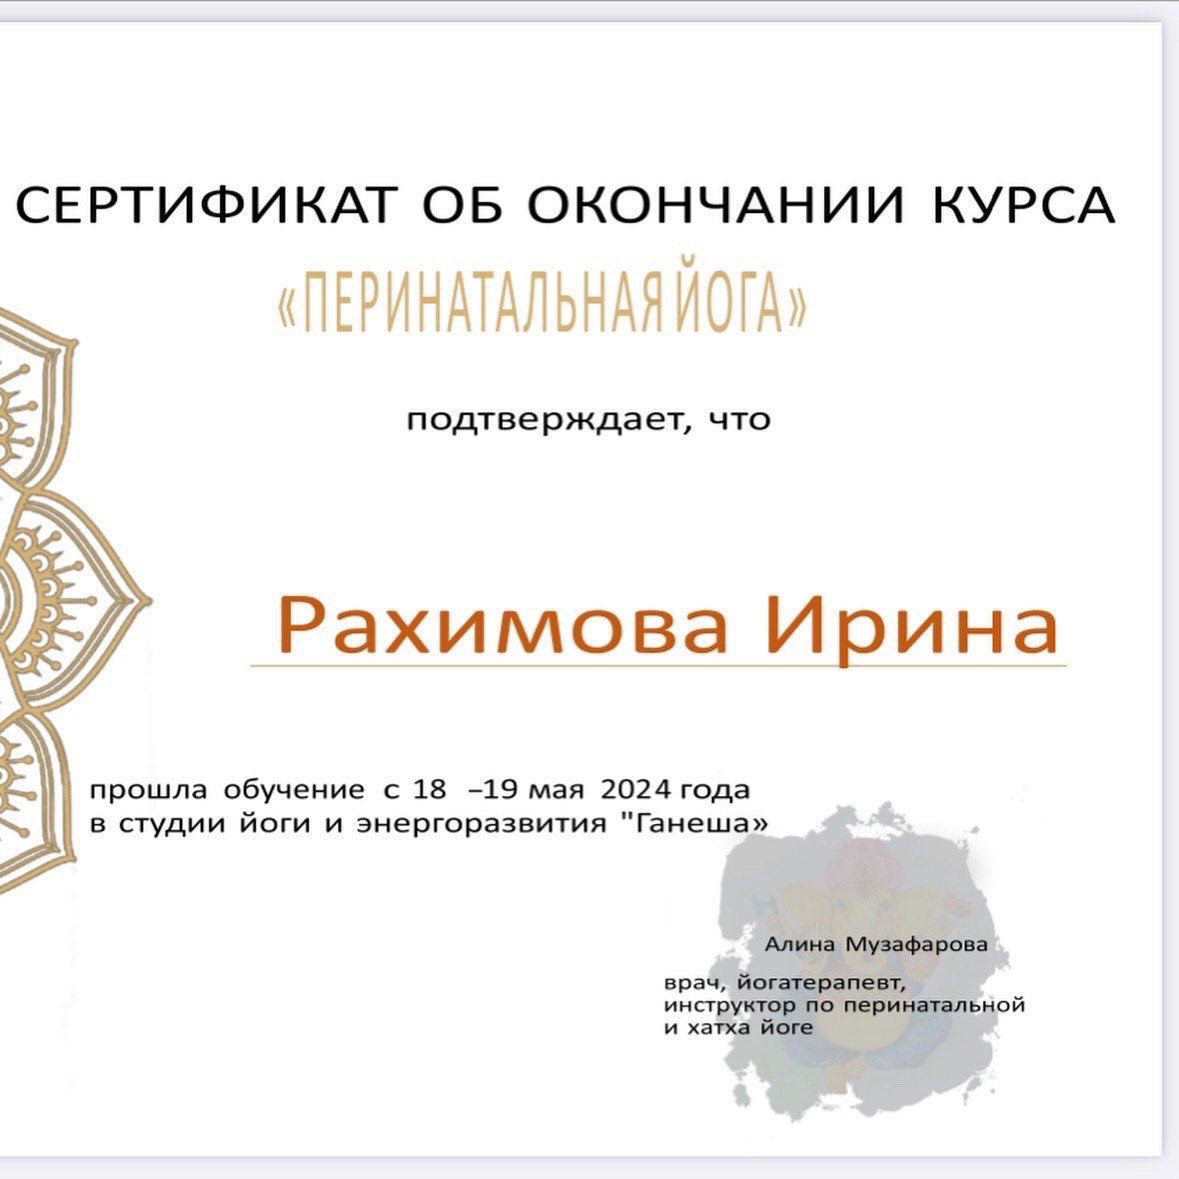 СЕРТИФИКАТ ОБ ОКОНЧАНИИ КУРСА
«ПЕРИНАТАЛЬНАЯ ЙОГА»
подтверждает, что
Рахимова Ирина
прошла обучение с 18 –19 мая 2024 года
в студии йоги и энергоразвития "Ганеша»
Алина Музафарова
врач, йогатерапевт,
инструктор по перинатальной
и хатха йоге